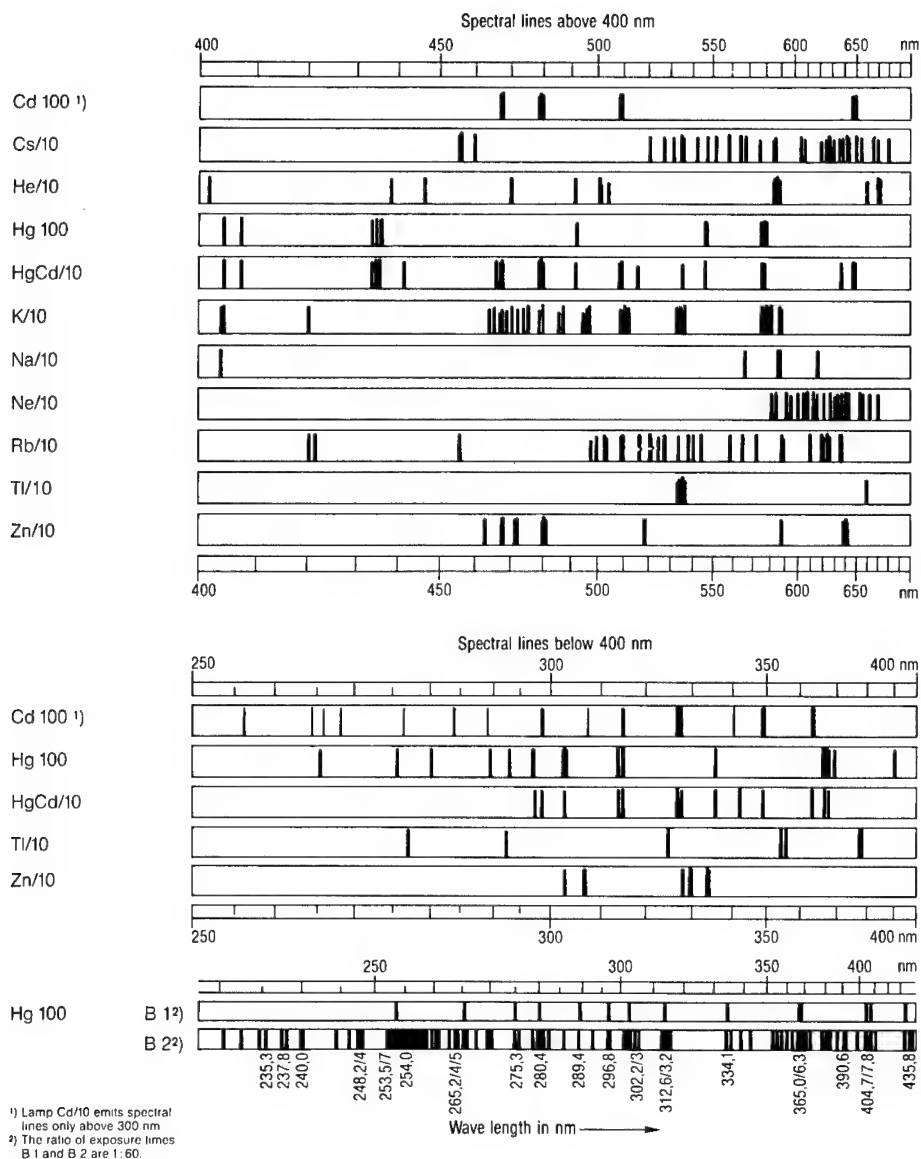 Spectral lines above 400 nm
400 450 500 550 600 650 nm
Cd 100 ¹)
Cs/10
He/10
Hg 100
HgCd/10
K/10
Na/10
Ne/10
Rb/10
Tl/10
Zn/10
400 450 500 550 600 650 nm
Spectral lines below 400 nm
250 300 350 400 nm
Cd 100 ¹)
Hg 100
HgCd/10
Tl/10
Zn/10
250 300 350 400 nm
250 300 350 400 nm
Hg 100 B 1²)
B 2²)
235,3 237,8 240,0 248,2/4 253,5/7 254,0 265,2/4/5 275,3 280,4 289,4 296,8 302,2/3 312,6/3,2 334,1 365,0/6,3 390,6 404,7/7,8 435,8
Wave length in nm
¹) Lamp Cd/10 emits spectral
lines only above 300 nm
²) The ratio of exposure times
B 1 and B 2 are 1:60.